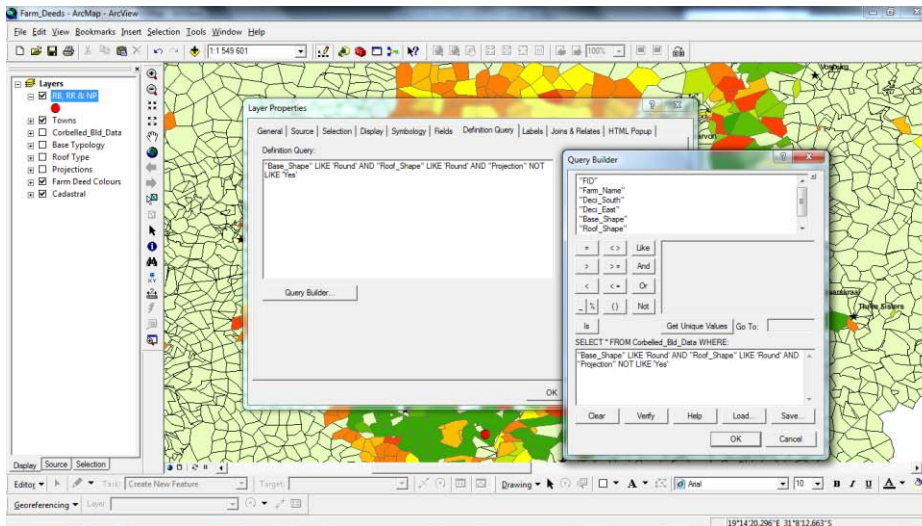 Farm_Deeds - ArcMap - ArcView
File Edit View Bookmarks Insert Selection Tools Window Help
1:1 549 601
100%
Layers
RB, RR & NP
Towns
Corbelled_Bld_Data
Base Typology
Roof Type
Projections
Farm Deed Colours
Cadastral
Vosburg
Layer Properties
General Source Selection Display Symbology Fields Definition Query Labels Joins & Relates HTML Popup
Definition Query:
"Base_Shape" LIKE 'Round' AND "Roof_Shape" LIKE 'Round' AND "Projection" NOT
LIKE 'Yes'
Query Builder...
OK
Query Builder
"FID"
"Farm_Name"
"Deci_South"
"Deci_East"
"Base_Shape"
"Roof_Shape"
= < > Like
> > = And
< < = Or
_ % ( ) Not
Is Get Unique Values Go To:
SELECT * FROM Corbelled_Bld_Data WHERE:
"Base_Shape" LIKE 'Round' AND "Roof_Shape" LIKE 'Round' AND
"Projection" NOT LIKE 'Yes'
Clear Verify Help Load... Save...
OK Cancel
Three Sisters
Display Source Selection
Editor Task: Create New Feature Target: Drawing A Arial 10 B I U A
Georeferencing Layer:
19°14'20.296"E 31°8'12.663"S